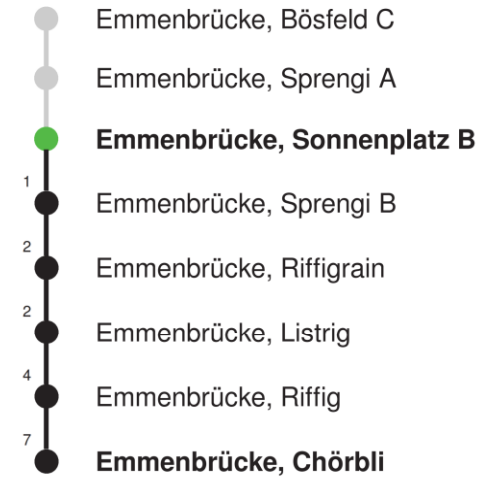 Emmenbrücke, Bösfeld C
Emmenbrücke, Sprengi A
Emmenbrücke, Sonnenplatz B
1 Emmenbrücke, Sprengi B
2 Emmenbrücke, Riffigrain
2 Emmenbrücke, Listrig
4 Emmenbrücke, Riffig
7 Emmenbrücke, Chörbli